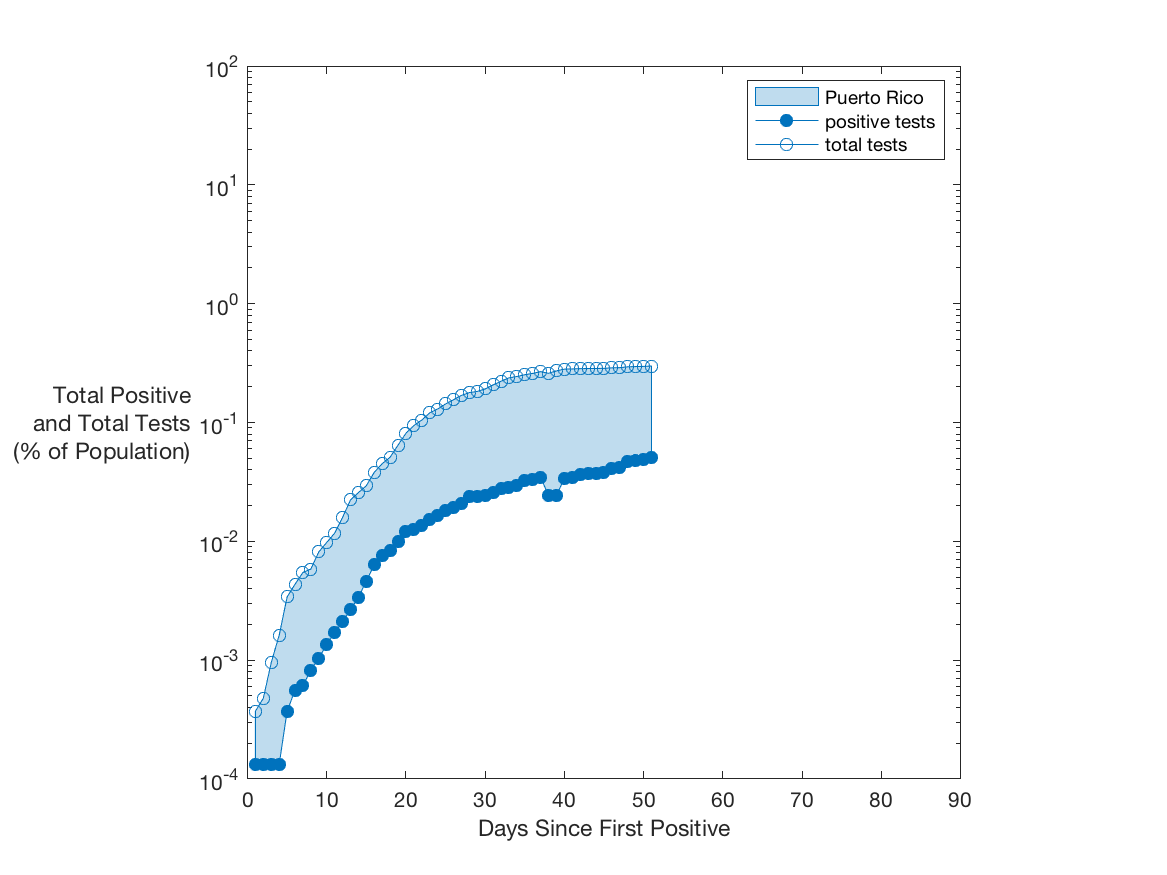 10^2
10^1
10^0
10^-1
10^-2
10^-3
10^-4
Total Positive
and Total Tests
(% of Population)
Puerto Rico
positive tests
total tests
0 10 20 30 40 50 60 70 80 90
Days Since First Positive